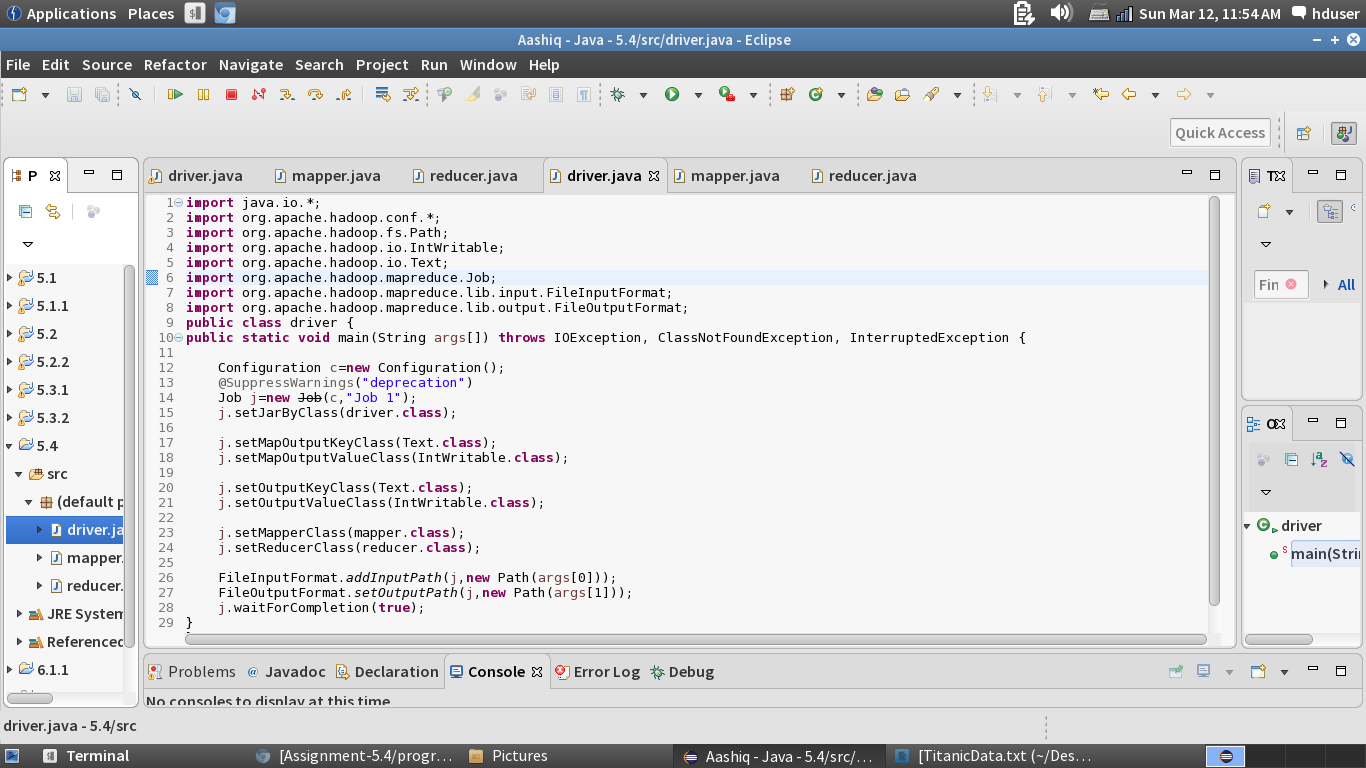 Applications Places Sun Mar 12, 11:54 AM hduser
Aashiq - Java - 5.4/src/driver.java - Eclipse
File Edit Source Refactor Navigate Search Project Run Window Help
Quick Access
P
driver.java mapper.java reducer.java driver.java mapper.java reducer.java
5.1
5.1.1
5.2
5.2.2
5.3.1
5.3.2
5.4
src
(default p
driver.ja
mapper.
reducer.
JRE System
Referenced
6.1.1
1 import java.io.*;
2 import org.apache.hadoop.conf.*;
3 import org.apache.hadoop.fs.Path;
4 import org.apache.hadoop.io.IntWritable;
5 import org.apache.hadoop.io.Text;
6 import org.apache.hadoop.mapreduce.Job;
7 import org.apache.hadoop.mapreduce.lib.input.FileInputFormat;
8 import org.apache.hadoop.mapreduce.lib.output.FileOutputFormat;
9 public class driver {
10 public static void main(String args[]) throws IOException, ClassNotFoundException, InterruptedException {
11
12 Configuration c=new Configuration();
13 @SuppressWarnings("deprecation")
14 Job j=new Job(c,"Job 1");
15 j.setJarByClass(driver.class);
16
17 j.setMapOutputKeyClass(Text.class);
18 j.setMapOutputValueClass(IntWritable.class);
19
20 j.setOutputKeyClass(Text.class);
21 j.setOutputValueClass(IntWritable.class);
22
23 j.setMapperClass(mapper.class);
24 j.setReducerClass(reducer.class);
25
26 FileInputFormat.addInputPath(j,new Path(args[0]));
27 FileOutputFormat.setOutputPath(j,new Path(args[1]));
28 j.waitForCompletion(true);
29 }
T
Fin All
O
driver
main(Strin
Problems Javadoc Declaration Console Error Log Debug
No consoles to display at this time.
driver.java - 5.4/src
Terminal [Assignment-5.4/progr... Pictures Aashiq - Java - 5.4/src/... [TitanicData.txt (~/Des...